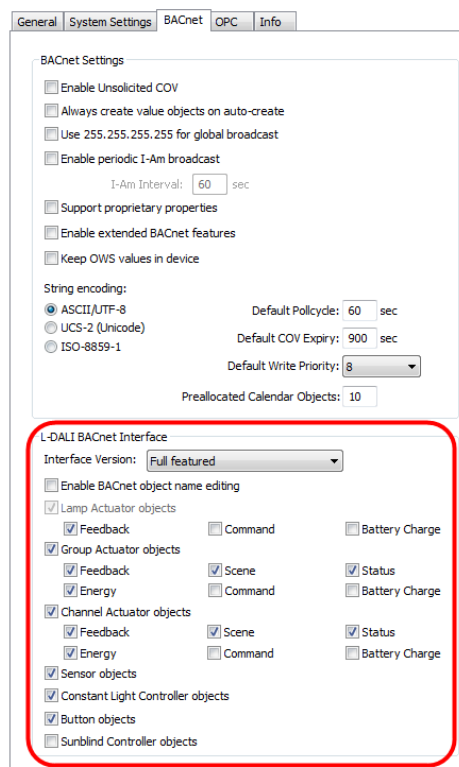 General System Settings BACnet OPC Info
BACnet Settings
Enable Unsolicited COV
Always create value objects on auto-create
Use 255.255.255.255 for global broadcast
Enable periodic I-Am broadcast
I-Am Interval: 60 sec
Support proprietary properties
Enable extended BACnet features
Keep OWS values in device
String encoding:
ASCII/UTF-8 Default Pollcycle: 60 sec
UCS-2 (Unicode) Default COV Expiry: 900 sec
ISO-8859-1
Default Write Priority: 8
Preallocated Calendar Objects: 10
L-DALI BACnet Interface
Interface Version: Full featured
Enable BACnet object name editing
Lamp Actuator objects
Feedback Command Battery Charge
Group Actuator objects
Feedback Scene Status
Energy Command Battery Charge
Channel Actuator objects
Feedback Scene Status
Energy Command Battery Charge
Sensor objects
Constant Light Controller objects
Button objects
Sunblind Controller objects